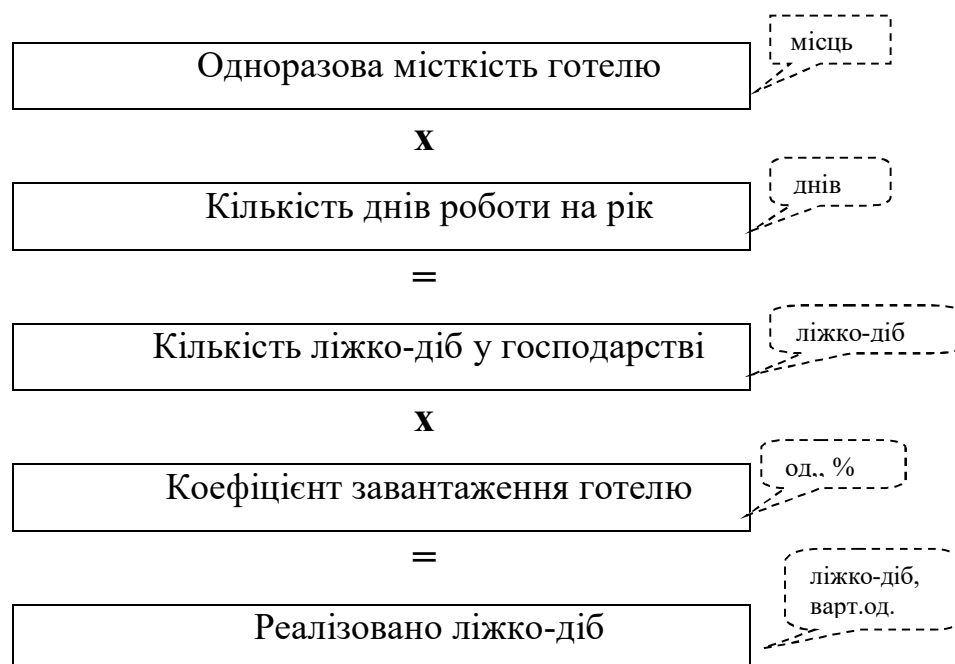 місць
Одноразова місткість готелю
х
днів
Кількість днів роботи на рік
=
ліжко-діб
Кількість ліжко-діб у господарстві
х
од,, %
Коефіцієнт завантаження готелю
=
ліжко-діб,
варт.од.
Реалізовано ліжко-діб